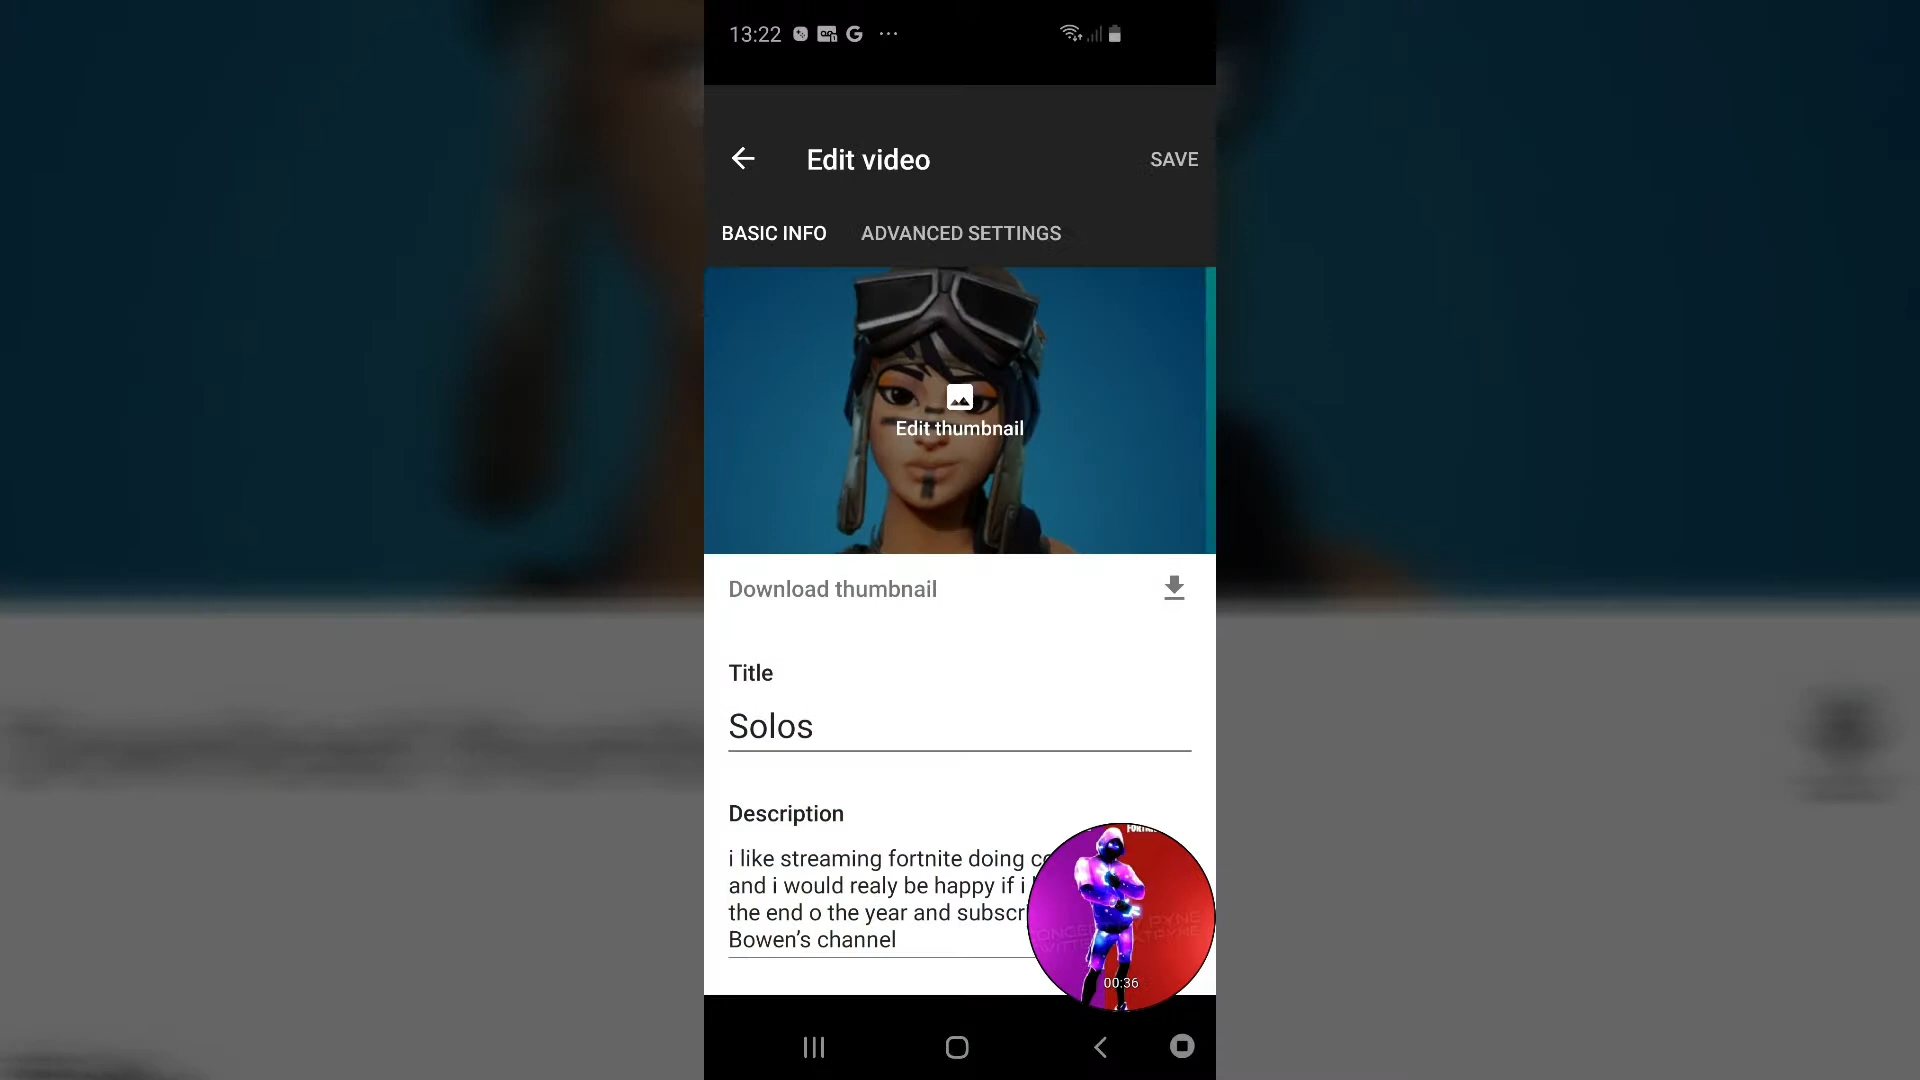 13:22
Edit video
SAVE
BASIC INFO ADVANCED SETTINGS
Edit thumbnail
Download thumbnail
Title
Solos
Description
i like streaming fortnite doing
and i would realy be happy if i
the end o the year and subscri
Bowen's channel
00:36